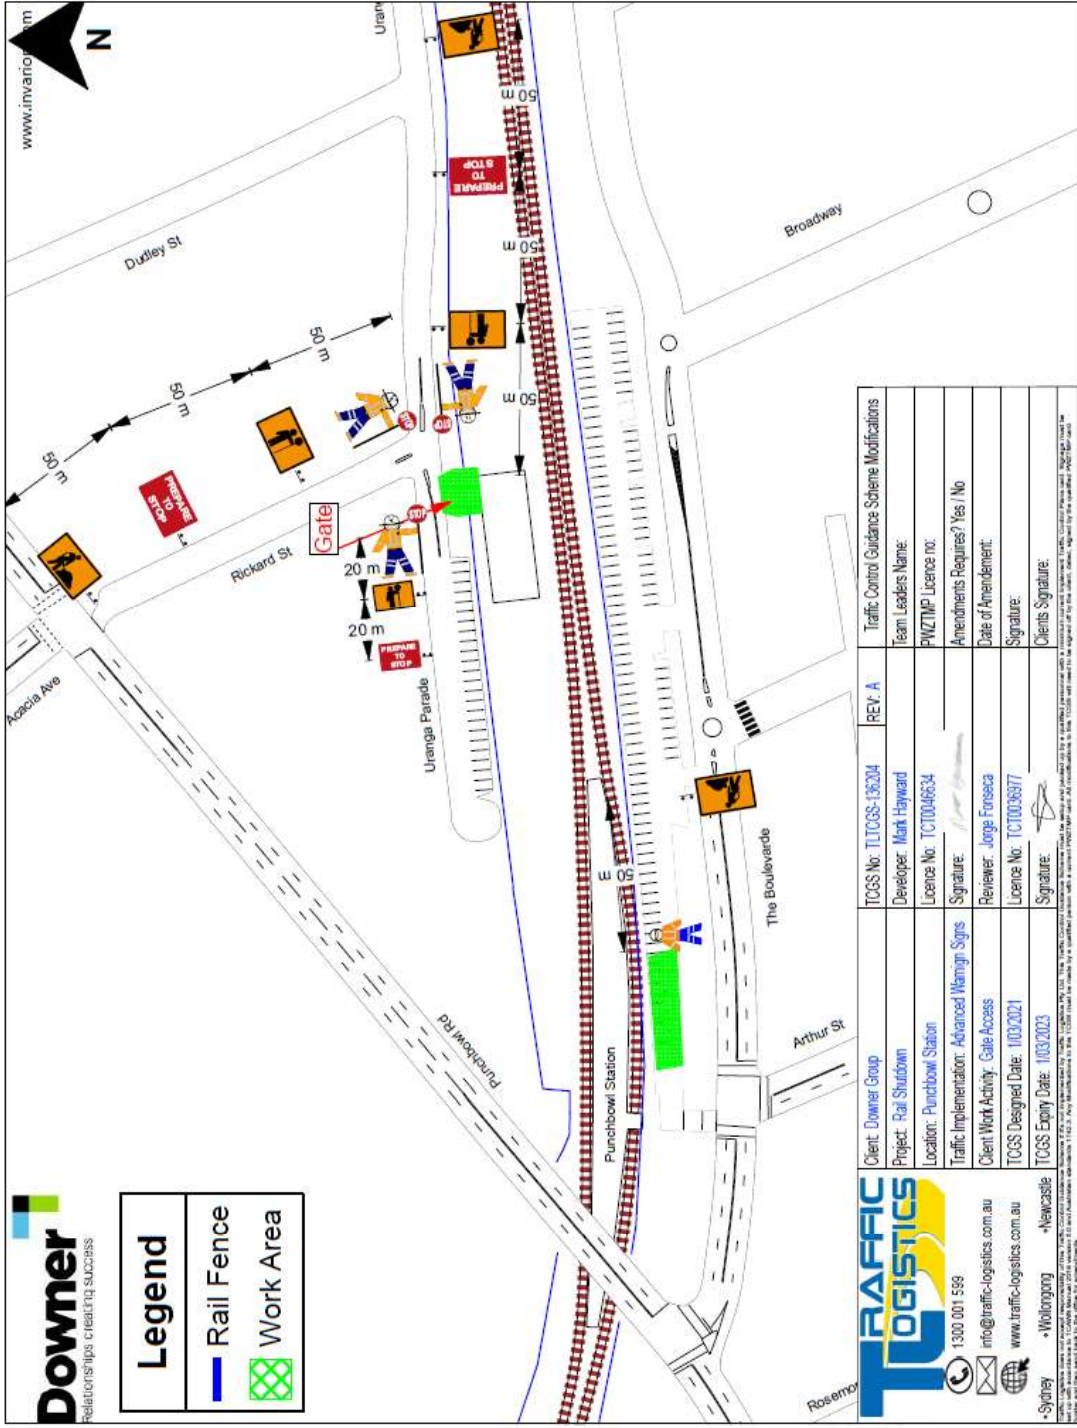 www.invarion.com
N
Downer
Relationships creating success
Legend
Rail Fence
Work Area
Dudley St
Rickard St
Acacia Ave
Uranga Parade
Punchbowl Rd
Punchbowl Station
Broadway
The Boulevarde
Arthur St
Gate
PREPARE
TO
STOP
PREPARE
TO
STOP
PREPARE
TO
STOP
STOP
STOP
STOP
50 m
50 m
50 m
50 m
50 m
50 m
20 m
20 m
50 m
TRAFFIC
LOGISTICS
1300 001 599
info@traffic-logistics.com.au
www.traffic-logistics.com.au
•Sydney •Wollongong •Newcastle
Client: Downer Group
Project: Rail Shutdown
Location: Punchbowl Station
Traffic Implementation: Advanced Warnign Signs
Client Work Activity: Gate Access
TCGS Designed Date: 1/03/2021
TCGS Expiry Date: 1/03/2023
TCGS No: TLTCGS-136204 REV: A
Developer: Mark Hayward
Licence No: TCT0046634
Signature:
Reviewer: Jorge Fonseca
Licence No: TCT0036977
Signature:
Traffic Control Guidance Scheme Modifications
Team Leaders Name:
PWZTMP Licence no:
Amendments Requires? Yes / No
Date of Amendement:
Signature:
Clients Signature: